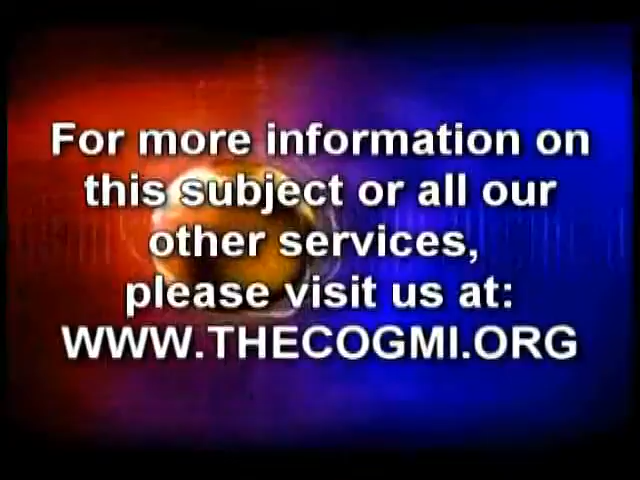 For more information on
this subject or all our
other services,
please visit us at:
WWW.THECOGMI.ORG